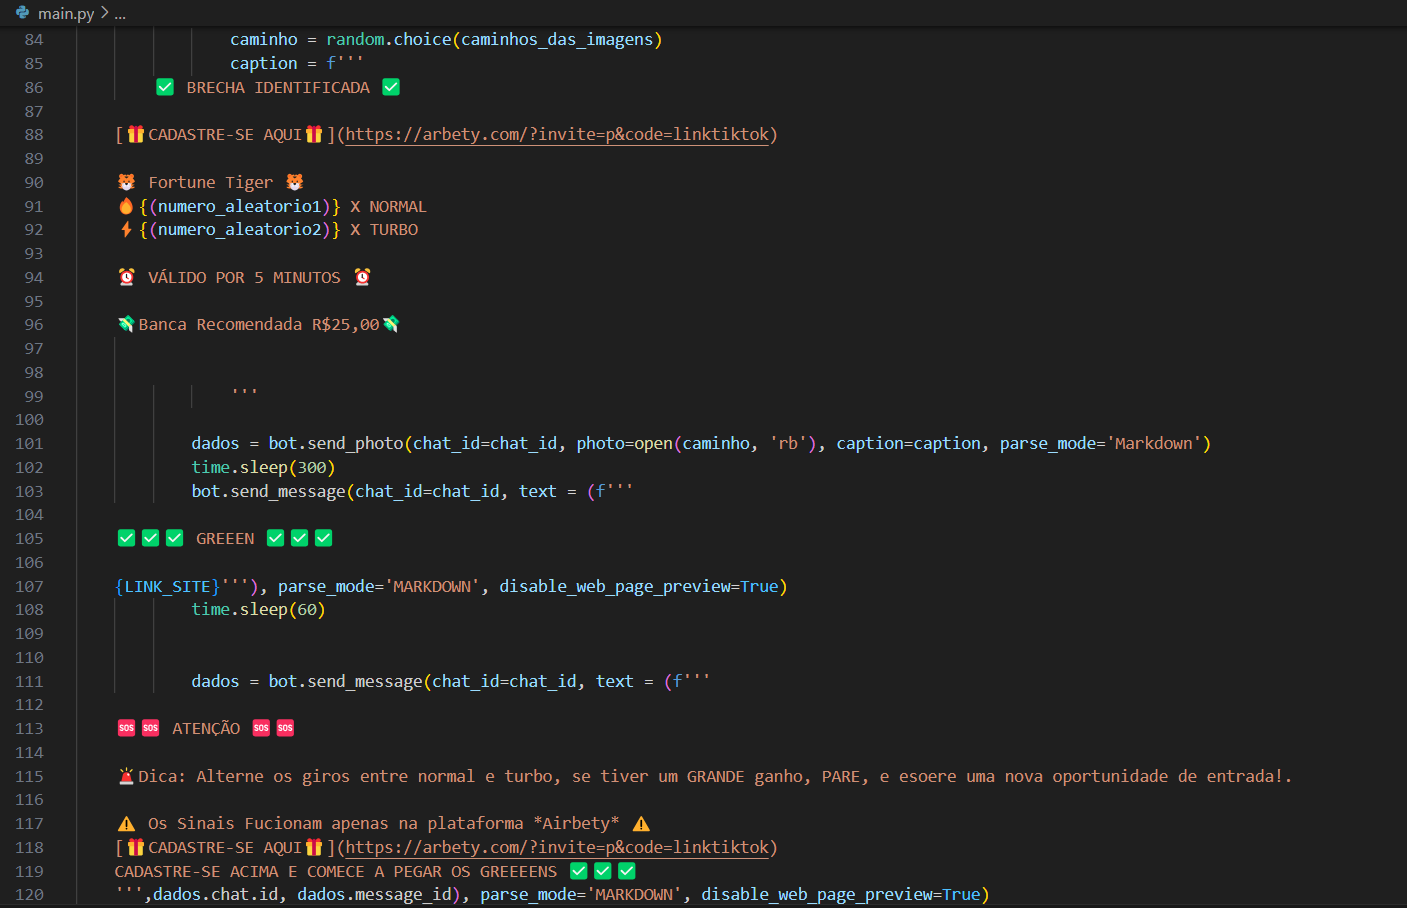 main.py > ...
84 caminho = random.choice(caminhos_das_imagens)
85 caption = f'''
86 ✅ BRECHA IDENTIFICADA ✅
87
88 [🎁CADASTRE-SE AQUI🎁](https://arbety.com/?invite=p&code=linktiktok)
89
90 🐯 Fortune Tiger 🐯
91 🔥{(numero_aleatorio1)} X NORMAL
92 ⚡{(numero_aleatorio2)} X TURBO
93
94 ⏰ VÁLIDO POR 5 MINUTOS ⏰
95
96 💸Banca Recomendada R$25,00💸
97
98
99 '''
100
101 dados = bot.send_photo(chat_id=chat_id, photo=open(caminho, 'rb'), caption=caption, parse_mode='Markdown')
102 time.sleep(300)
103 bot.send_message(chat_id=chat_id, text = (f'''
104
105 ✅✅✅ GREEEN ✅✅✅
106
107 {LINK_SITE}'''), parse_mode='MARKDOWN', disable_web_page_preview=True)
108 time.sleep(60)
109
110
111 dados = bot.send_message(chat_id=chat_id, text = (f'''
112
113 🆘🆘 ATENÇÃO 🆘🆘
114
115 🚨Dica: Alterne os giros entre normal e turbo, se tiver um GRANDE ganho, PARE, e esoere uma nova oportunidade de entrada!.
116
117 ⚠️ Os Sinais Fucionam apenas na plataforma *Airbety* ⚠️
118 [🎁CADASTRE-SE AQUI🎁](https://arbety.com/?invite=p&code=linktiktok)
119 CADASTRE-SE ACIMA E COMECE A PEGAR OS GREEEENS ✅✅✅
120 ''',dados.chat.id, dados.message_id), parse_mode='MARKDOWN', disable_web_page_preview=True)